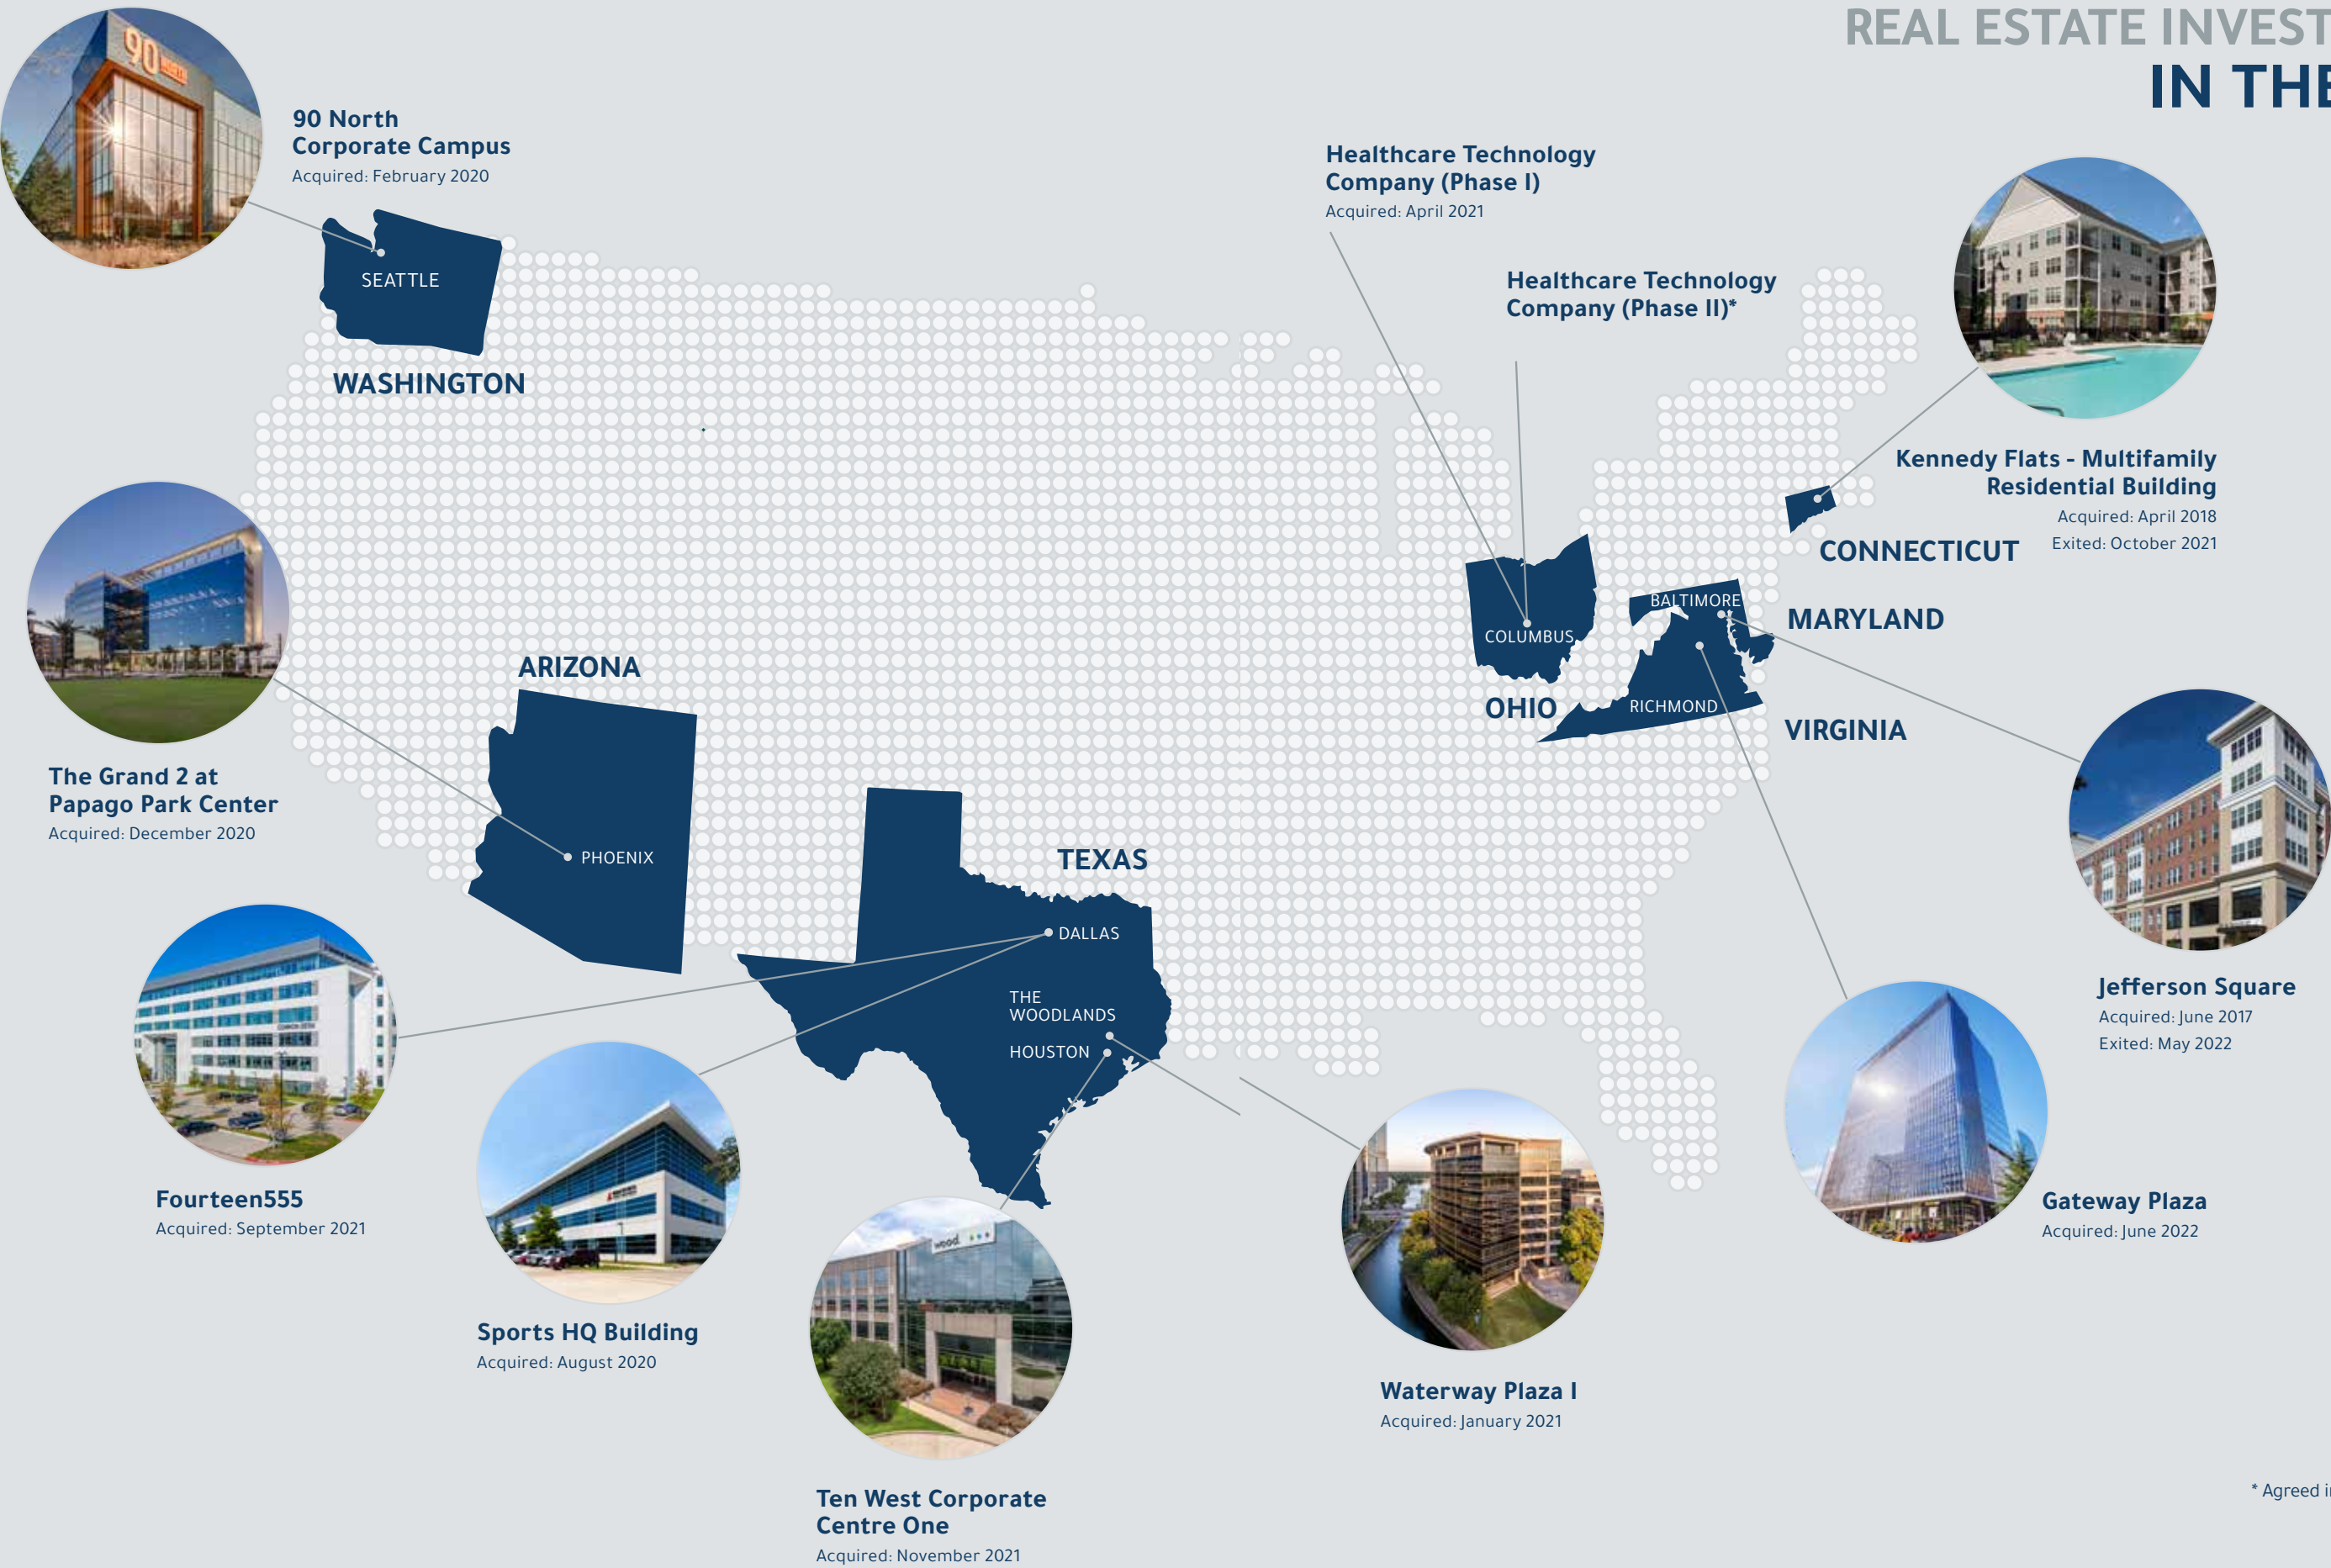 REAL ESTATE INVEST
IN THE
90 North
Corporate Campus
Acquired: February 2020
SEATTLE
WASHINGTON
Healthcare Technology
Company (Phase I)
Acquired: April 2021
Healthcare Technology
Company (Phase II)*
Kennedy Flats - Multifamily
Residential Building
Acquired: April 2018
Exited: October 2021
CONNECTICUT
BALTIMORE
MARYLAND
COLUMBUS
OHIO
RICHMOND
VIRGINIA
ARIZONA
PHOENIX
The Grand 2 at
Papago Park Center
Acquired: December 2020
TEXAS
DALLAS
THE
WOODLANDS
HOUSTON
Jefferson Square
Acquired: June 2017
Exited: May 2022
Fourteen555
Acquired: September 2021
Sports HQ Building
Acquired: August 2020
Gateway Plaza
Acquired: June 2022
Waterway Plaza I
Acquired: January 2021
Ten West Corporate
Centre One
Acquired: November 2021
* Agreed i
90
NORTH
wood.